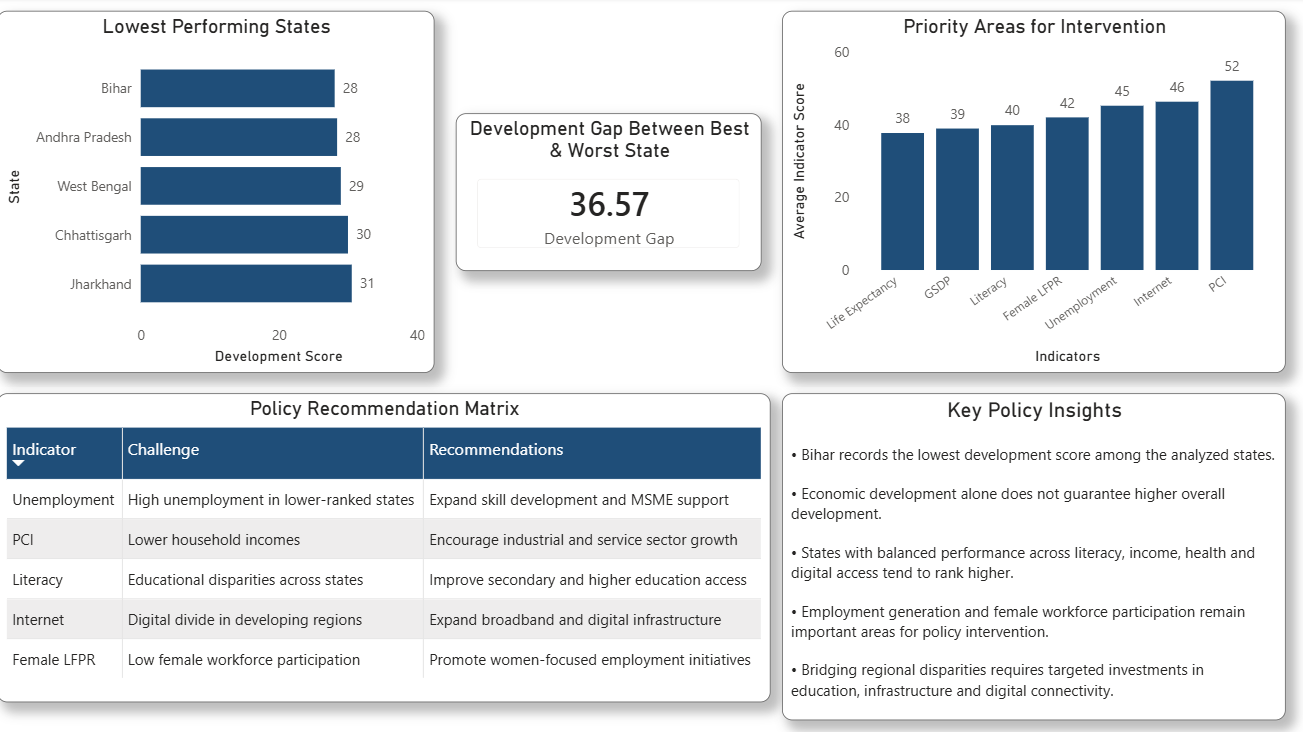 Lowest Performing States
State
Bihar 28
Andhra Pradesh 28
West Bengal 29
Chhattisgarh 30
Jharkhand 31
0 20 40
Development Score
Development Gap Between Best
& Worst State
36.57
Development Gap
Priority Areas for Intervention
Average Indicator Score
60
40
20
0
38 39 40 42 45 46 52
Life Expectancy GSDP Literacy Female LFPR Unemployment Internet PCI
Indicators
Policy Recommendation Matrix
Indicator Challenge Recommendations
Unemployment High unemployment in lower-ranked states Expand skill development and MSME support
PCI Lower household incomes Encourage industrial and service sector growth
Literacy Educational disparities across states Improve secondary and higher education access
Internet Digital divide in developing regions Expand broadband and digital infrastructure
Female LFPR Low female workforce participation Promote women-focused employment initiatives
Key Policy Insights
• Bihar records the lowest development score among the analyzed states.
• Economic development alone does not guarantee higher overall
development.
• States with balanced performance across literacy, income, health and
digital access tend to rank higher.
• Employment generation and female workforce participation remain
important areas for policy intervention.
• Bridging regional disparities requires targeted investments in
education, infrastructure and digital connectivity.